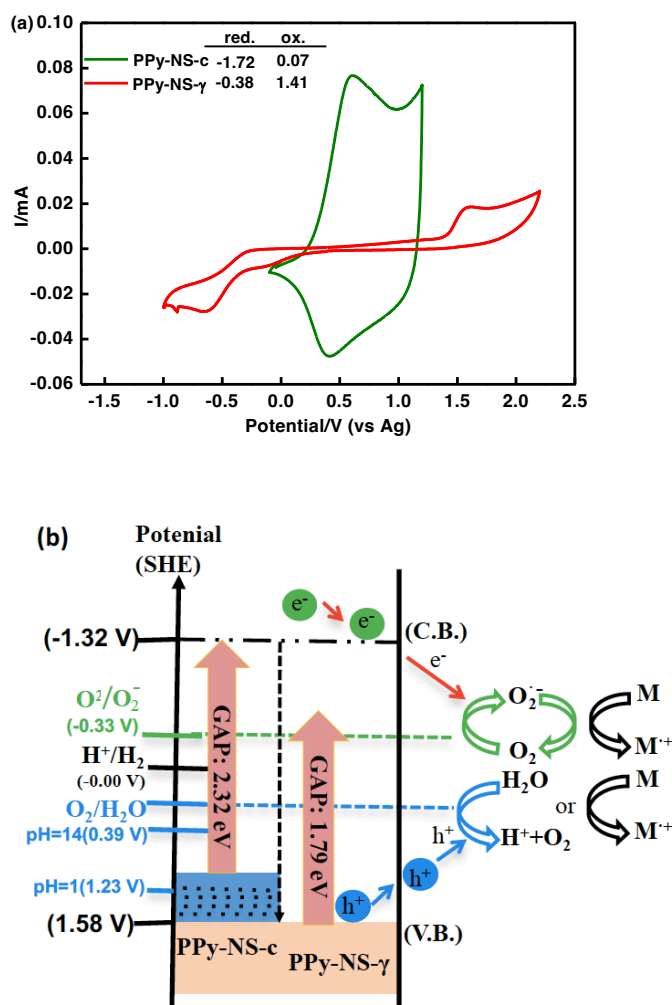 (a)
red. ox.
PPy-NS-c -1.72 0.07
PPy-NS-γ -0.38 1.41
0.10
0.08
0.06
0.04
0.02
0.00
-0.02
-0.04
-0.06
I/mA
-1.5 -1.0 -0.5 0.0 0.5 1.0 1.5 2.0 2.5
Potential/V (vs Ag)
(b)
Potenial
(SHE)
e⁻ e⁻
(-1.32 V) (C.B.)
e⁻
O²/O₂⁻
(-0.33 V)
H⁺/H₂
(-0.00 V)
O₂/H₂O
pH=14(0.39 V)
pH=1(1.23 V)
(1.58 V) (V.B.)
GAP: 2.32 eV
GAP: 1.79 eV
PPy-NS-c
PPy-NS-γ
h⁺ h⁺
h⁺
O₂·⁻ M
O₂ M·⁺
H₂O or M
H⁺+O₂ M·⁺